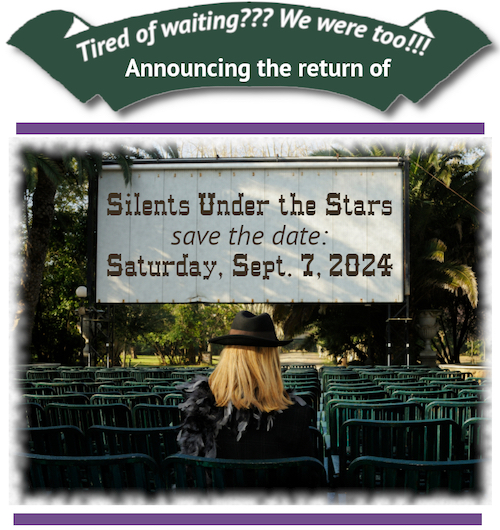 Tired of waiting??? We were too!!!
Announcing the return of
Silents Under the Stars
save the date:
Saturday, Sept. 7, 2024